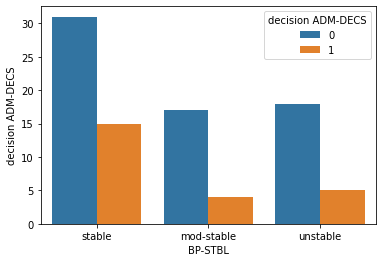 decision ADM-DECS
0
1
decision ADM-DECS
30
25
20
15
10
5
0
stable mod-stable unstable
BP-STBL